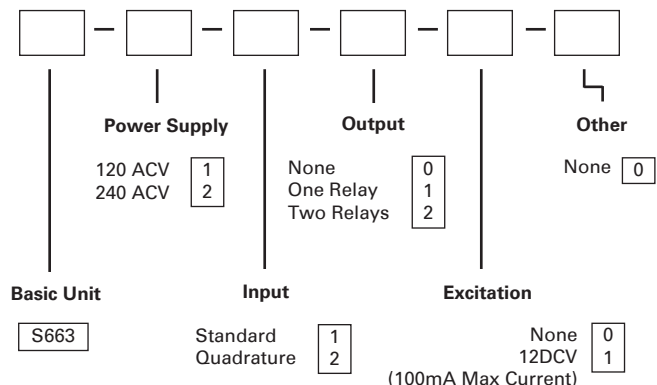 Power Supply
120 ACV 1
240 ACV 2
Output
None 0
One Relay 1
Two Relays 2
Other
None 0
Basic Unit
S663
Input
Standard 1
Quadrature 2
Excitation
None 0
12DCV 1
(100mA Max Current)